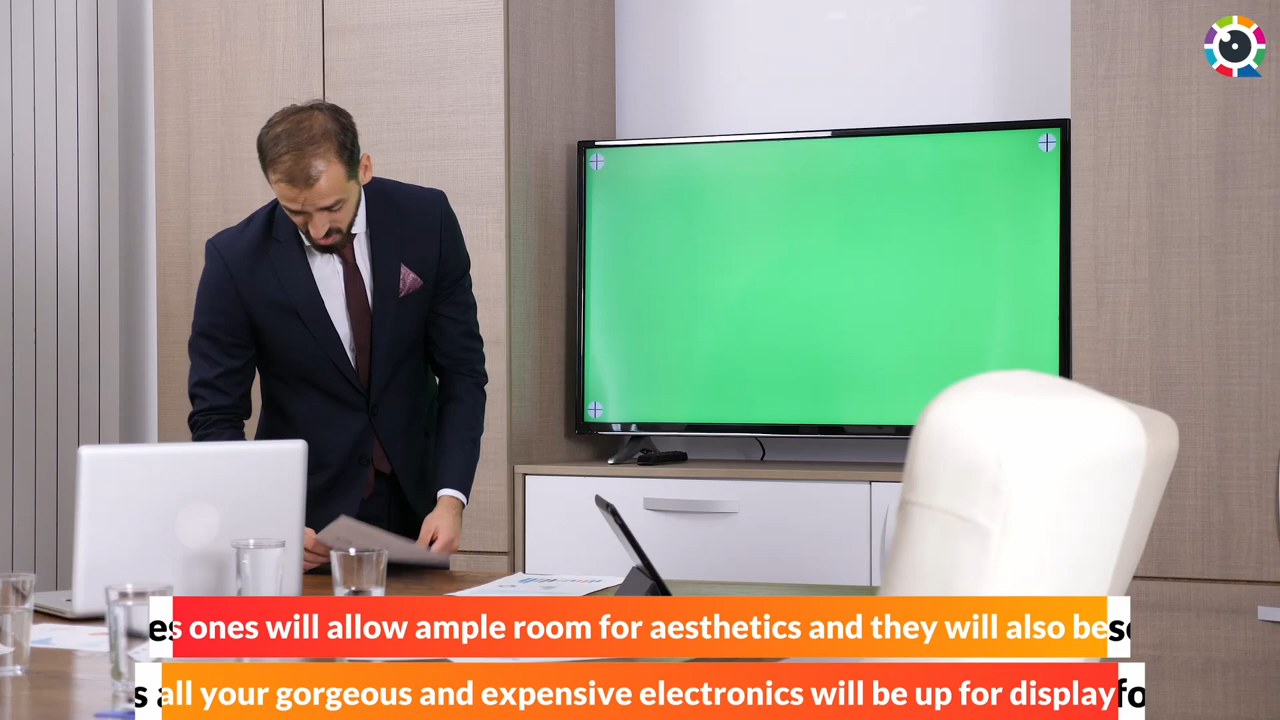 ones will allow ample room for aesthetics and they will also be
all your gorgeous and expensive electronics will be up for display